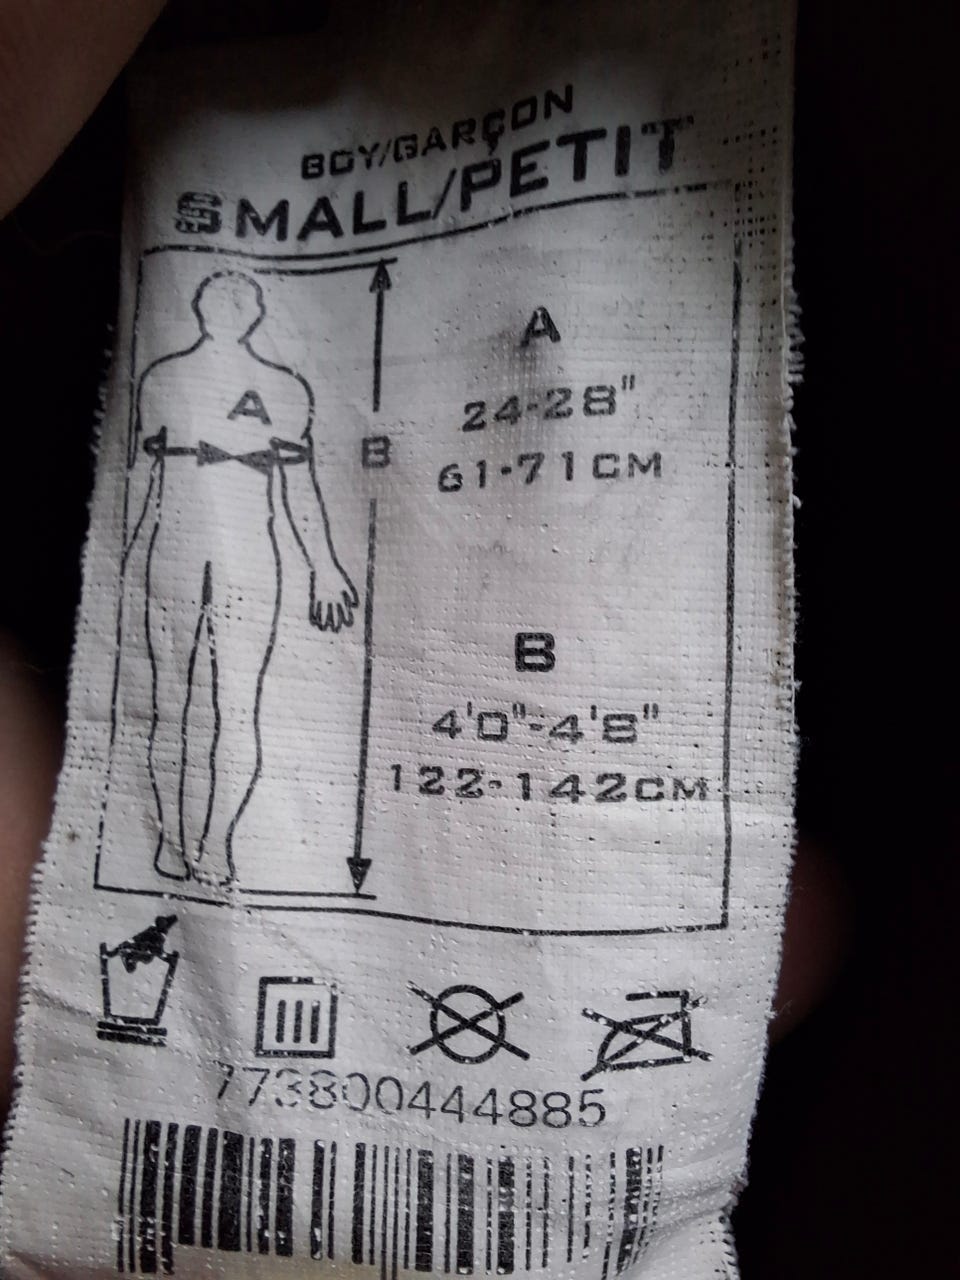 BOY/GARÇON
SMALL/PETIT
A
B
A
24-28"
61-71CM
B
4'0"-4'8"
122-142CM
773800444885